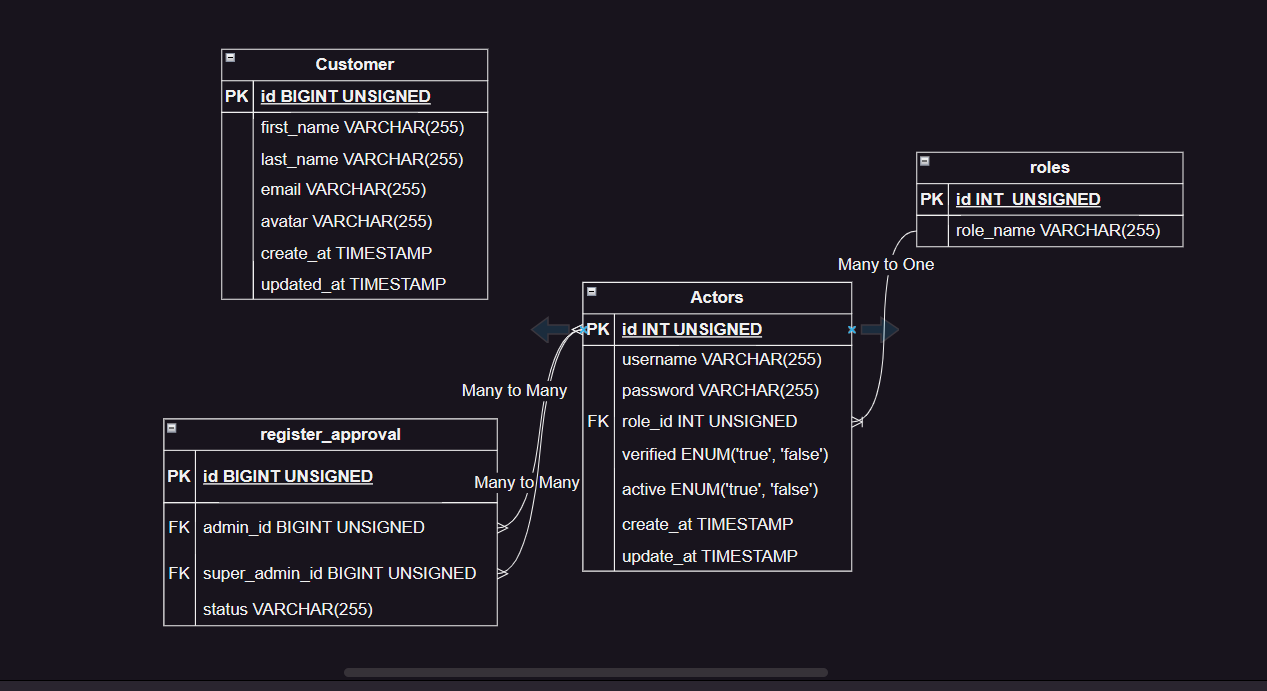 Customer
PK id BIGINT UNSIGNED
first_name VARCHAR(255)
last_name VARCHAR(255)
email VARCHAR(255)
avatar VARCHAR(255)
create_at TIMESTAMP
updated_at TIMESTAMP
roles
PK id INT  UNSIGNED
role_name VARCHAR(255)
Many to One
Actors
PK id INT UNSIGNED
username VARCHAR(255)
password VARCHAR(255)
FK role_id INT UNSIGNED
verified ENUM('true', 'false')
active ENUM('true', 'false')
create_at TIMESTAMP
update_at TIMESTAMP
Many to Many
Many to Many
register_approval
PK id BIGINT UNSIGNED
FK admin_id BIGINT UNSIGNED
FK super_admin_id BIGINT UNSIGNED
status VARCHAR(255)